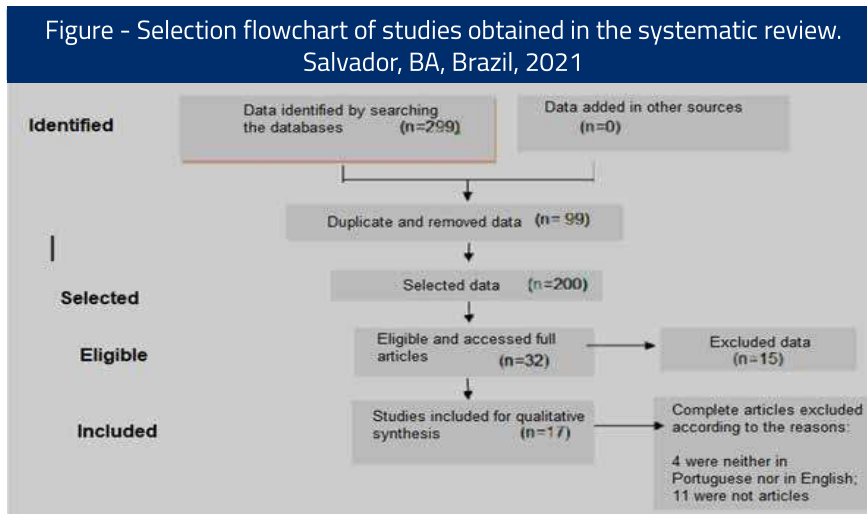 Figure - Selection flowchart of studies obtained in the systematic review.
Salvador, BA, Brazil, 2021
Identified
Data identified by searching
the databases (n=299)
Data added in other sources
(n=0)
Duplicate and removed data (n= 99)
Selected
Selected data (n=200)
Eligible
Eligible and accessed full
articles (n=32)
Excluded data
(n=15)
Included
Studies included for qualitative
synthesis (n=17)
Complete articles excluded
according to the reasons:
4 were neither in
Portuguese nor in English;
11 were not articles